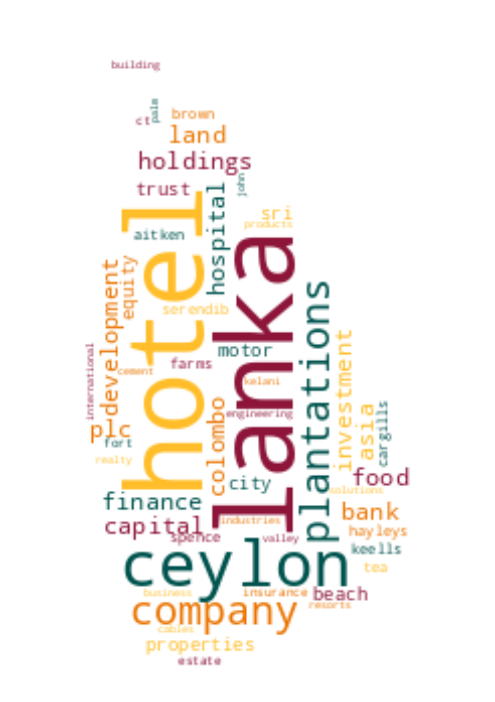 building
pale
ct
brown
land
holdings
trust
john
hospital
sri
products
aitken
hotel
lanka
equity
development
serendib
plantations
motor
international
farms
cement
kelani
investment
colombo
engineering
asia
cargills
plc
fort
realty
city
food
solutions
finance
bank
capital
industries
hayleys
spence
valley
keells
ceylon
tea
business
insurance
beach
company
resorts
cables
properties
estate